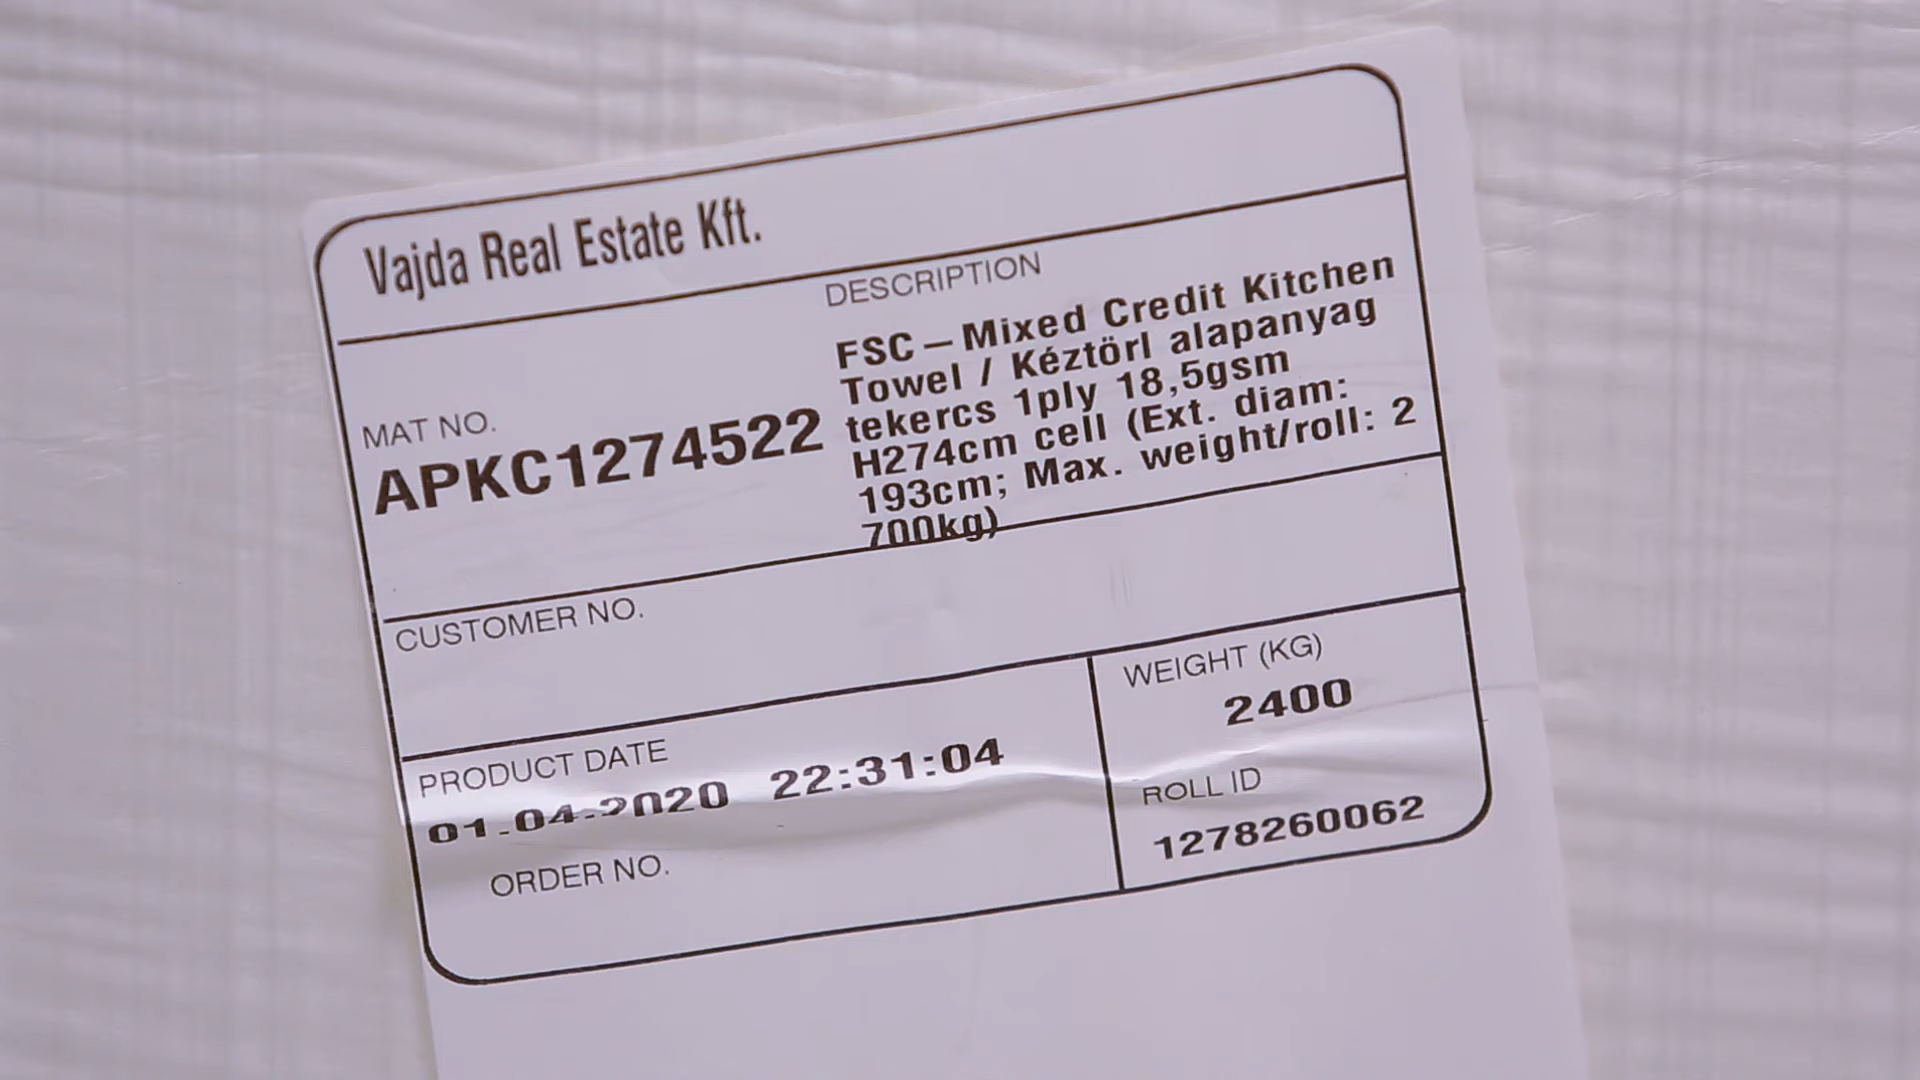 Vajda Real Estate Kft.
DESCRIPTION
FSC – Mixed Credit Kitchen
Towel / Kéztörl alapanyag
tekercs 1ply 18,5gsm
H274cm cell (Ext. diam:
193cm; Max. weight/roll: 2
700kg)
MAT NO.
APKC1274522
CUSTOMER NO.
PRODUCT DATE
01.04.2020 22:31:04
ORDER NO.
WEIGHT (KG)
2400
ROLL ID
1278260062